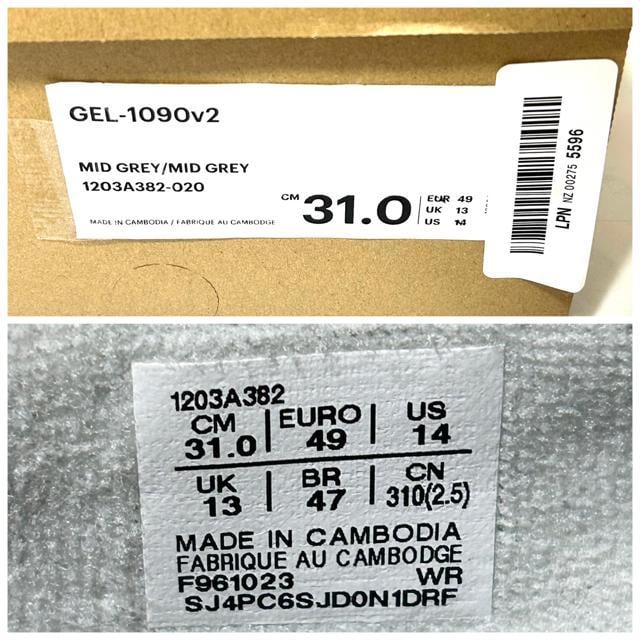 GEL-1090v2
MID GREY/MID GREY
1203A382-020
MADE IN CAMBODIA / FABRIQUE AU CAMBODGE
CM 31.0
EUR 49
UK 13
US 14
LPN NZ 00275 5596
1203A382
CM EURO US
31.0 49 14
UK BR CN
13 47 310(2.5)
MADE IN CAMBODIA
FABRIQUE AU CAMBODGE
F961023 WR
SJ4PC6SJD0N1DRF